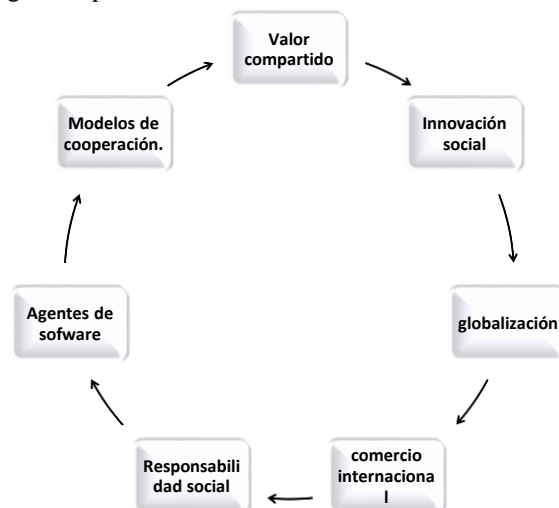 Valor
compartido
Innovación
social
globalización
comercio
internaciona
l
Responsabili
dad social
Agentes de
sofware
Modelos de
cooperación.